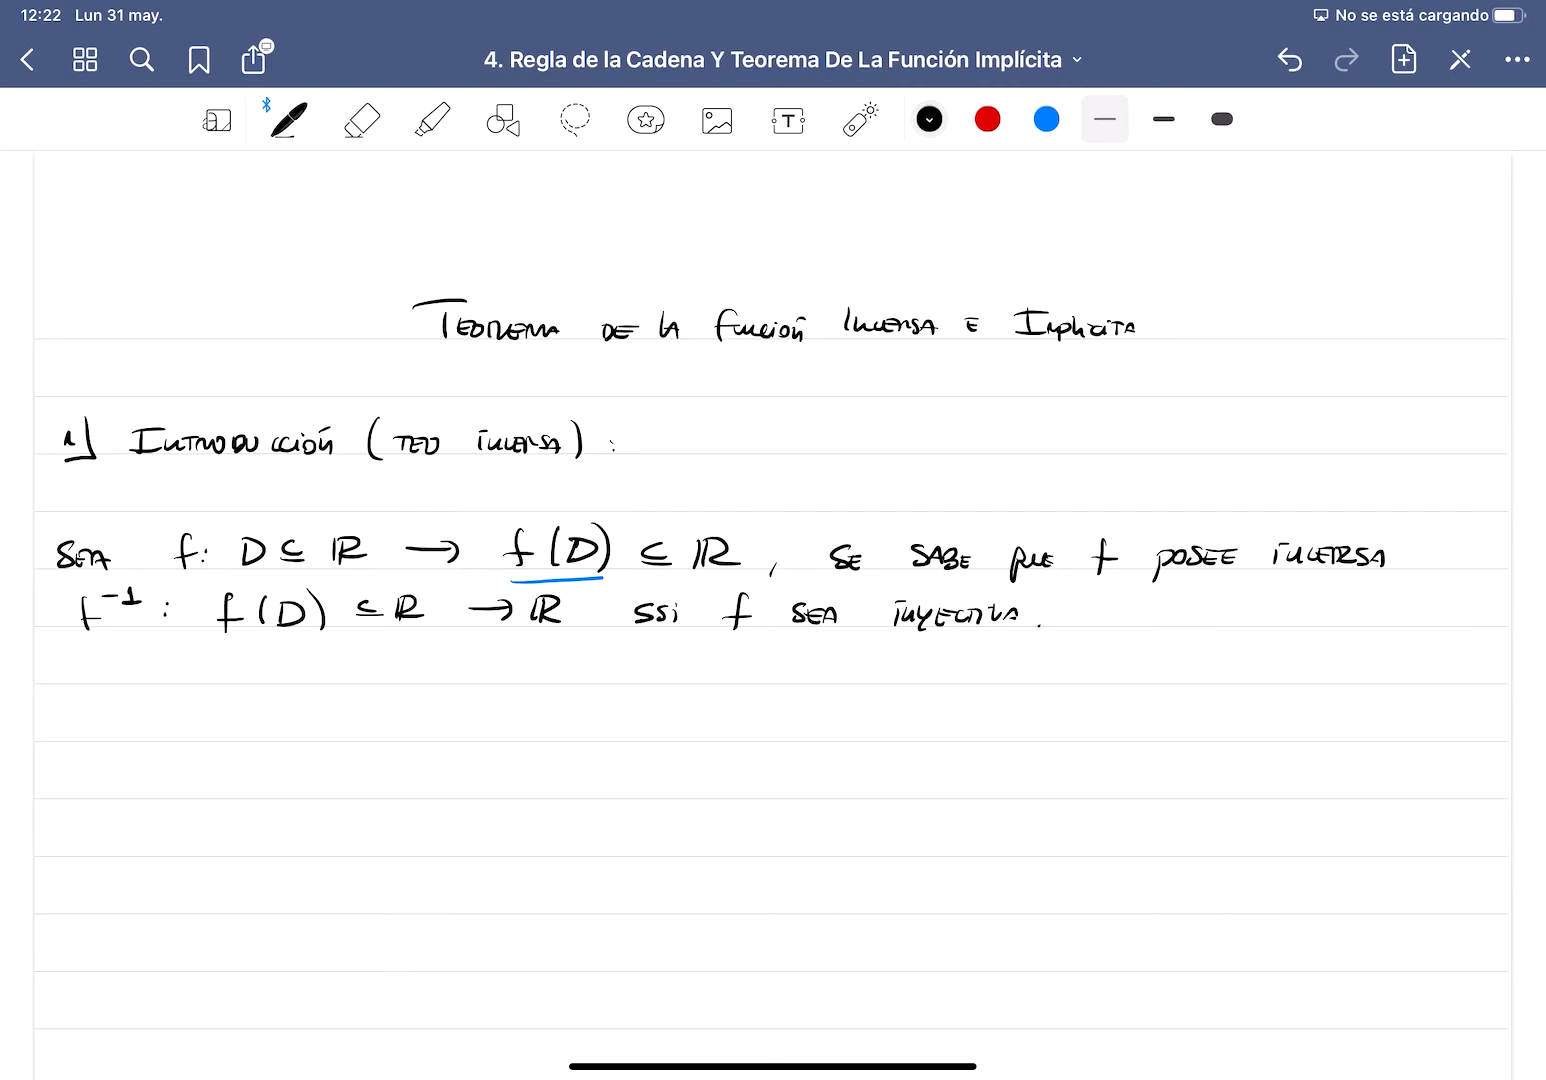 12:22 Lun 31 may.
No se está cargando
4. Regla de la Cadena Y Teorema De La Función Implícita
TEOREMA DE LA función INVERSA E Implícita
1) INTRODUCCIÓN (TEO INVERSA) :
SEA f: D ⊆ ℝ → f(D) ⊆ ℝ, SE SABE que f POSEE INVERSA
f⁻¹ : f(D) ⊆ ℝ → ℝ ssi f SEA INYECTIVA.